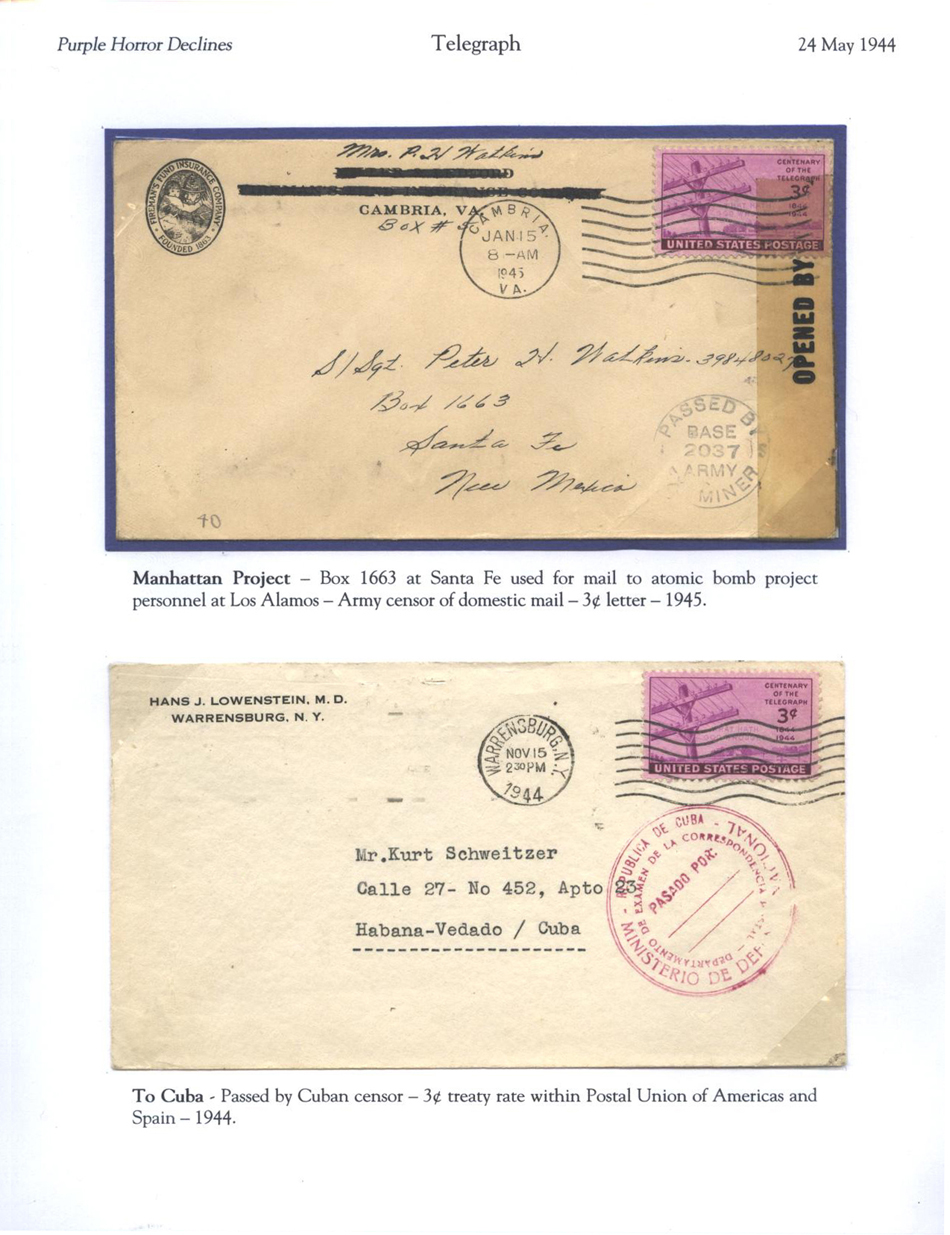 Purple Horror Declines Telegraph 24 May 1944
Mrs. P. H Watkins
FIREMAN'S FUND INSURANCE COMPANY
FOUNDED 1863
CAMBRIA, VA.
Box # 5
CAMBRIA.
JAN 15
8 -AM
1945
VA.
CENTENARY
OF THE
TELEGRAPH
3¢
1844
1944
UNITED STATES POSTAGE
OPENED BY
S/Sgt. Peter H. Watkins. 39848027
Box 1663
Santa Fe
New Mexico
PASSED BY
BASE
2037
ARMY
MINER
40
Manhattan Project – Box 1663 at Santa Fe used for mail to atomic bomb project
personnel at Los Alamos – Army censor of domestic mail – 3¢ letter – 1945.
HANS J. LOWENSTEIN, M. D.
WARRENSBURG, N. Y.
WARRENSBURG, N.Y.
NOV 15
2 30 PM
1944
CENTENARY
OF THE
TELEGRAPH
3¢
1844
1944
UNITED STATES POSTAGE
REPUBLICA DE CUBA -
MINISTERIO DE DEF
NACIONAL
DEPARTAMENTO DE EXAMEN DE LA CORRESPONDENCIA
PASADO POR:
Mr.Kurt Schweitzer
Calle 27- No 452, Apto 23
Habana-Vedado / Cuba
To Cuba - Passed by Cuban censor – 3¢ treaty rate within Postal Union of Americas and
Spain – 1944.